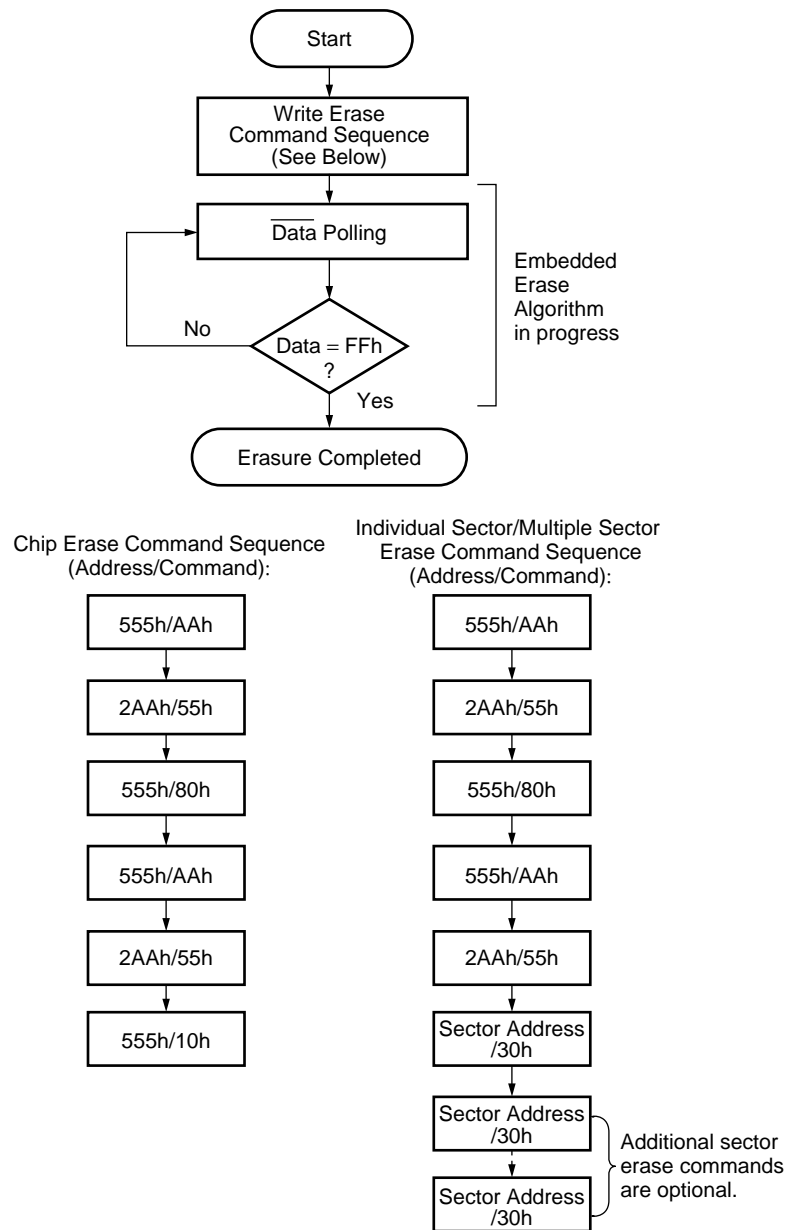 Start
Write Erase
Command Sequence
(See Below)
Data Polling
Embedded
Erase
Algorithm
in progress
No
Data = FFh
?
Yes
Erasure Completed
Chip Erase Command Sequence
(Address/Command):
555h/AAh
2AAh/55h
555h/80h
555h/AAh
2AAh/55h
555h/10h
Individual Sector/Multiple Sector
Erase Command Sequence
(Address/Command):
555h/AAh
2AAh/55h
555h/80h
555h/AAh
2AAh/55h
Sector Address
/30h
Sector Address
/30h
Sector Address
/30h
Additional sector
erase commands
are optional.